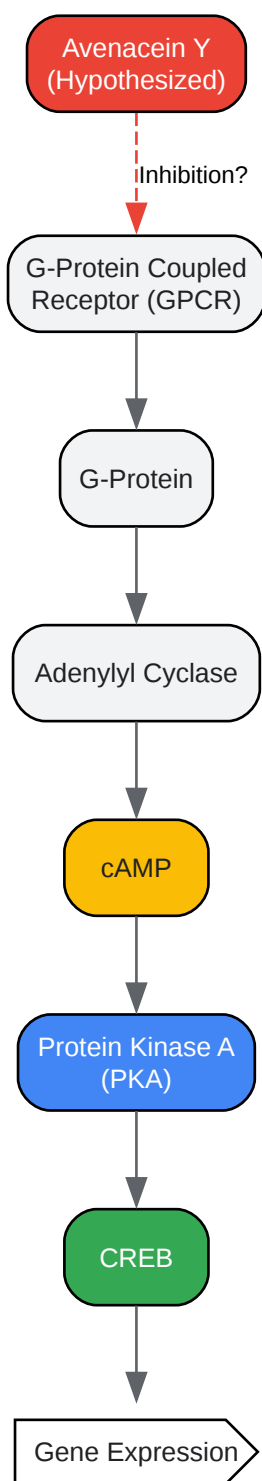 Avenacein Y
(Hypothesized)
Inhibition?
G-Protein Coupled
Receptor (GPCR)
G-Protein
Adenylyl Cyclase
cAMP
Protein Kinase A
(PKA)
CREB
Gene Expression